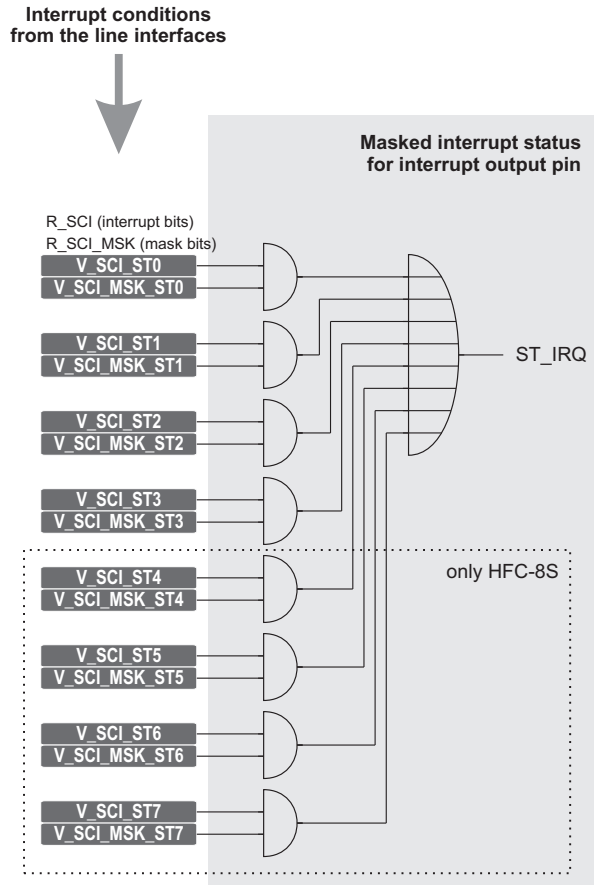 Interrupt conditions
from the line interfaces
Masked interrupt status
for interrupt output pin
R_SCI (interrupt bits)
R_SCI_MSK (mask bits)
V_SCI_ST0
V_SCI_MSK_ST0
V_SCI_ST1
V_SCI_MSK_ST1
ST_IRQ
V_SCI_ST2
V_SCI_MSK_ST2
V_SCI_ST3
V_SCI_MSK_ST3
only HFC-8S
V_SCI_ST4
V_SCI_MSK_ST4
V_SCI_ST5
V_SCI_MSK_ST5
V_SCI_ST6
V_SCI_MSK_ST6
V_SCI_ST7
V_SCI_MSK_ST7